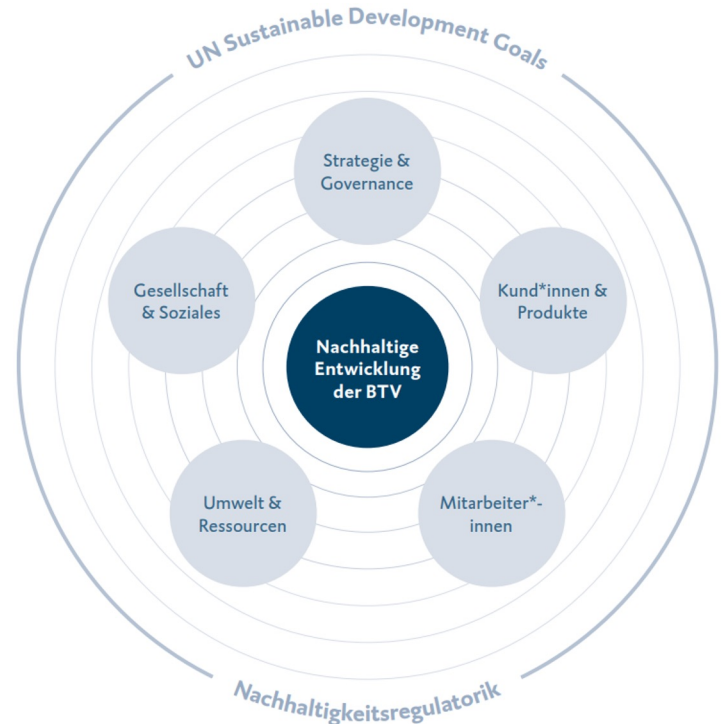 UN Sustainable Development Goals
Strategie &
Governance
Gesellschaft
& Soziales
Kund*innen &
Produkte
Nachhaltige
Entwicklung
der BTV
Umwelt &
Ressourcen
Mitarbeiter*-
innen
Nachhaltigkeitsregulatorik